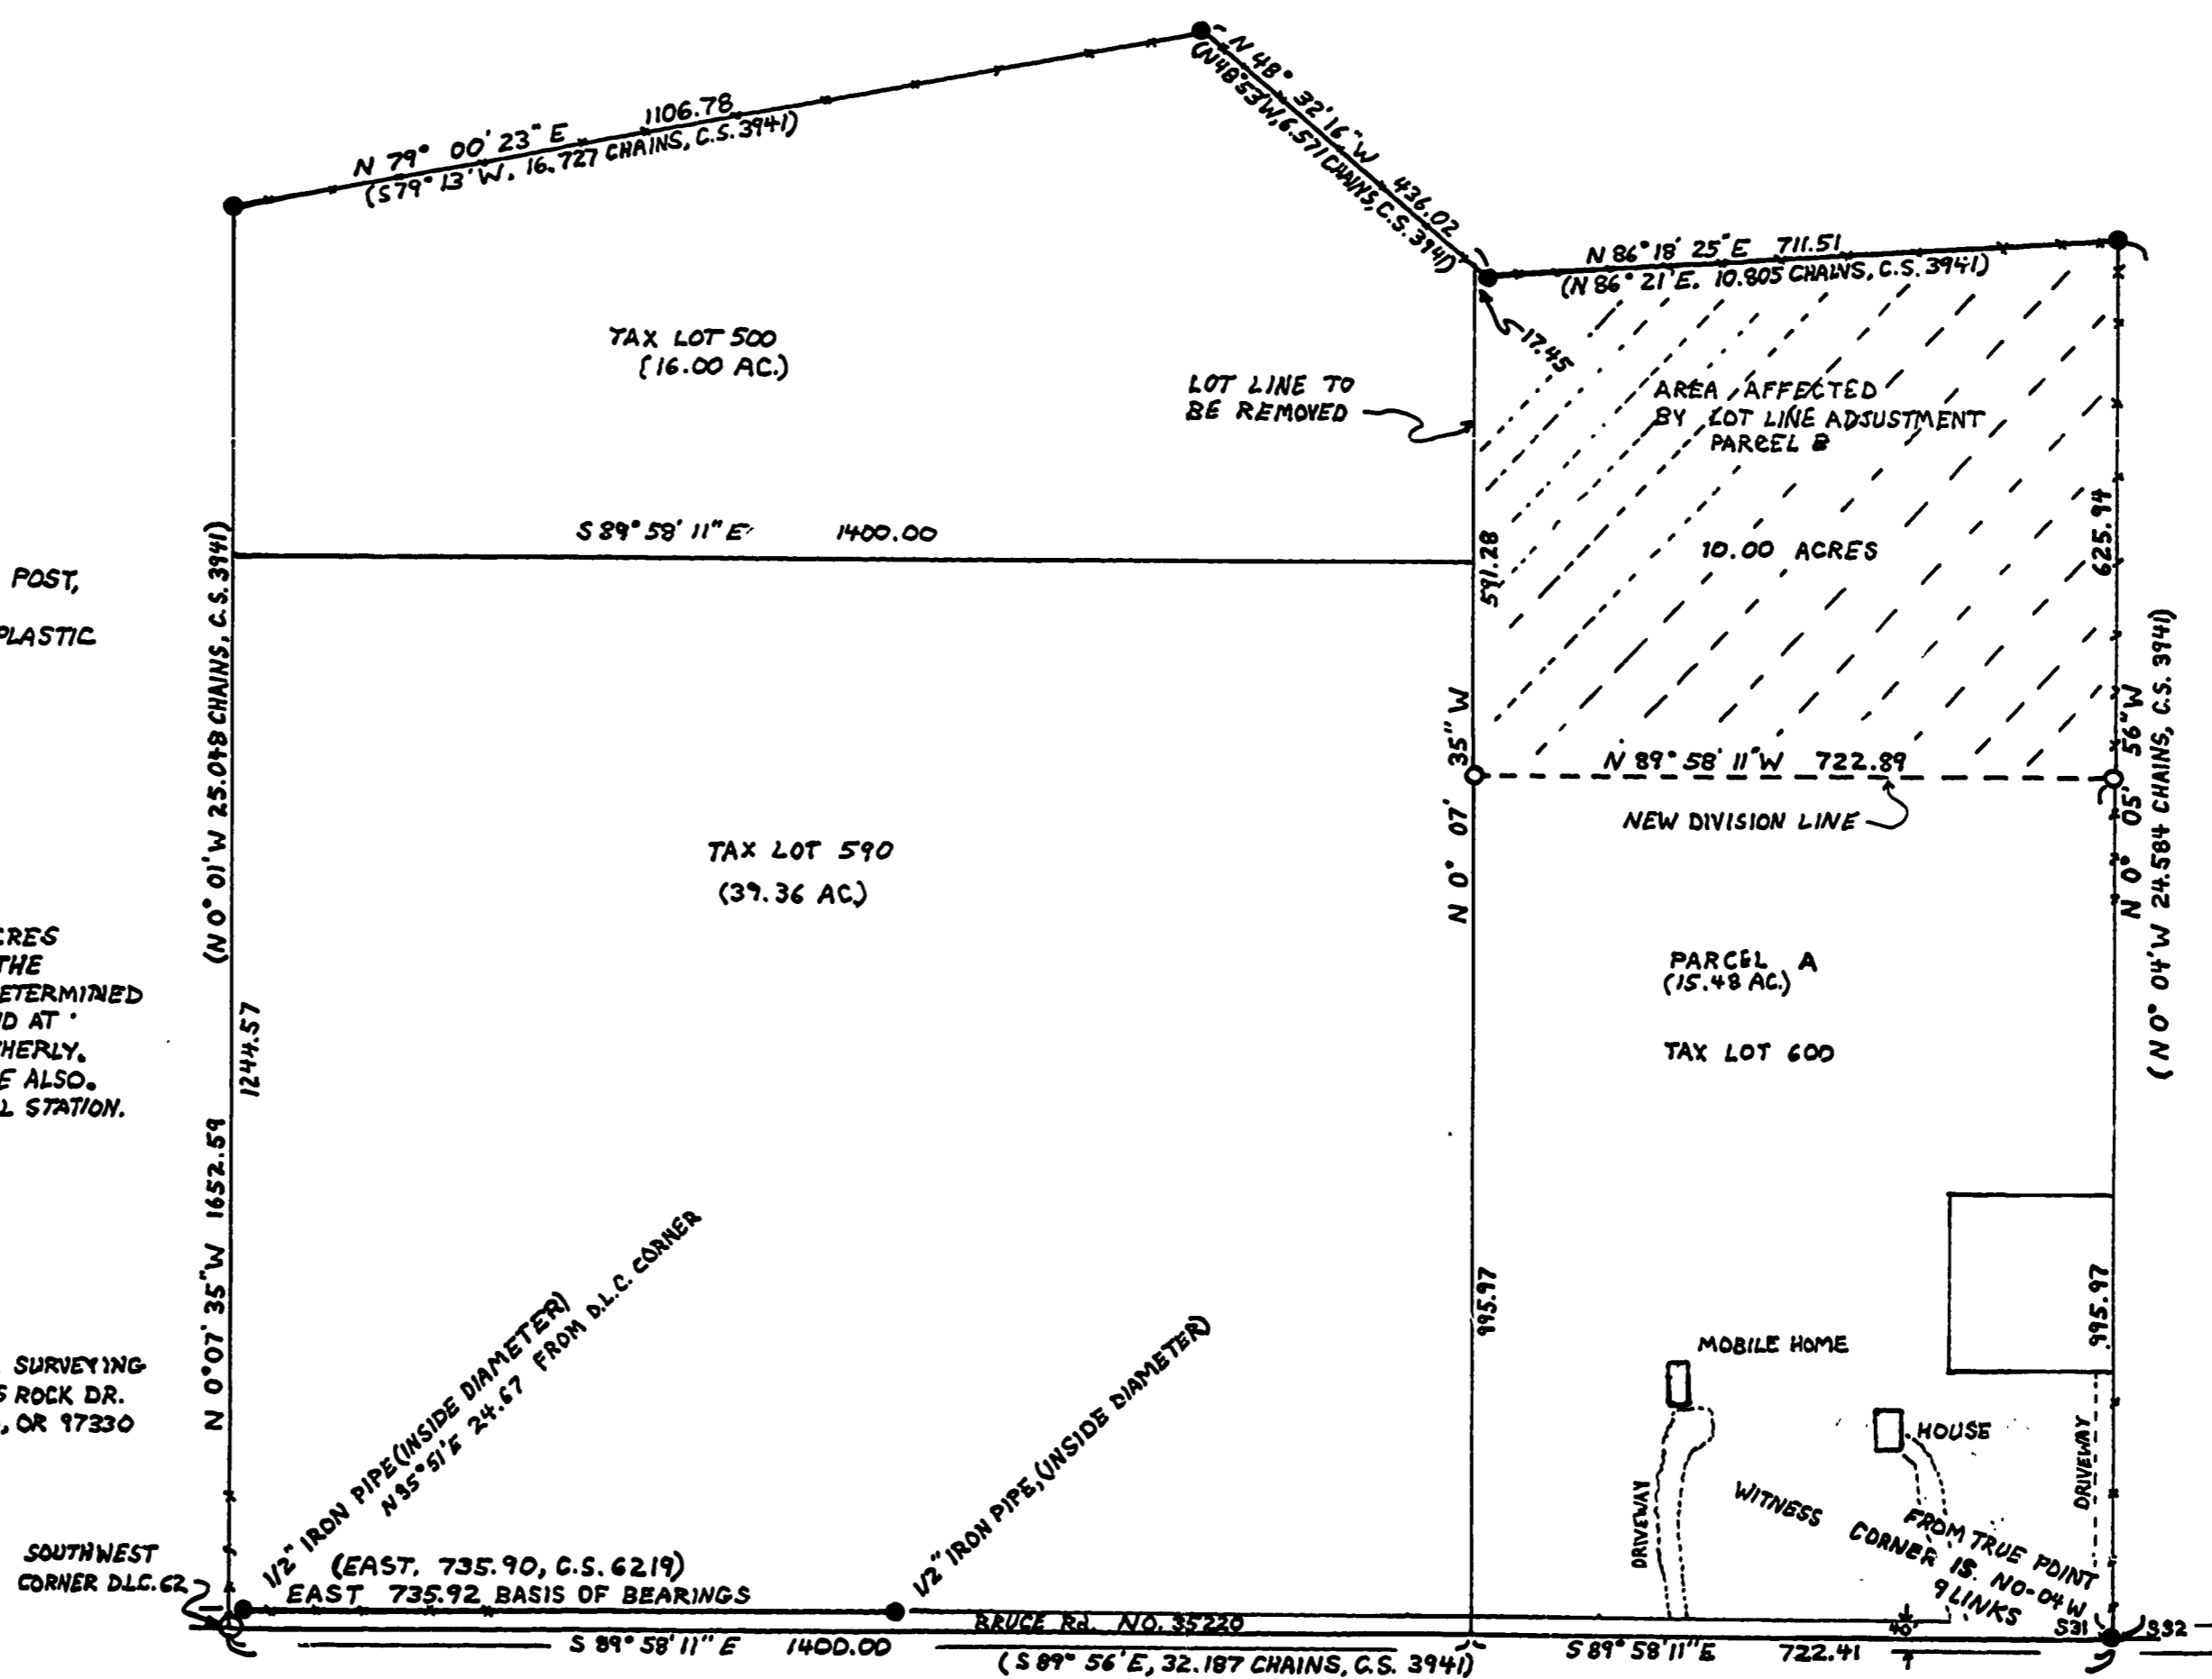 N 48° 32' 16" W 436.02
(N48°53'W, 6.571 CHAINS, C.S. 3941)
N 79° 00' 23" E 1106.78
(S79° 13' W. 16.727 CHAINS, C.S. 3941)
N 86° 18' 25" E 711.51
(N 86° 21' E. 10.805 CHAINS, C.S. 3941)
17.45
TAX LOT 500
(16.00 AC.)
LOT LINE TO
BE REMOVED
AREA AFFECTED
BY LOT LINE ADJUSTMENT
PARCEL B
10.00 ACRES
S 89° 58' 11" E 1400.00
591.28
625.94
POST,
PLASTIC
(N 0° 01' W 25.048 CHAINS, C.S. 3941)
N 0° 07' 35" W
N 89° 58' 11" W 722.89
NEW DIVISION LINE
N 0° 05' 56" W
(N 0° 04' W 24.584 CHAINS, C.S. 3941)
TAX LOT 590
(39.36 AC.)
PARCEL A
(15.48 AC.)
TAX LOT 600
CRES
THE
ETERMINED
D AT
HERLY.
E ALSO.
L STATION.
1244.57
N 0° 07' 35" W 1652.59
995.97
995.97
SURVEYING
S ROCK DR.
, OR 97330
1/2" IRON PIPE (INSIDE DIAMETER)
N 35° 51' E 24.67 FROM D.L.C. CORNER
1/2" IRON PIPE, (INSIDE DIAMETER)
MOBILE HOME
HOUSE
DRIVEWAY
DRIVEWAY
WITNESS CORNER IS NO-04 W
9 LINKS
FROM TRUE POINT
SOUTHWEST
CORNER D.L.C. 62
(EAST. 735.90, C.S. 6219)
EAST 735.92 BASIS OF BEARINGS
BRUCE Rd. NO. 35220
40'
S31
S32
S 89° 58' 11" E 1400.00
S 89° 58' 11" E 722.41
(S 89° 56' E, 32.187 CHAINS, C.S. 3941)